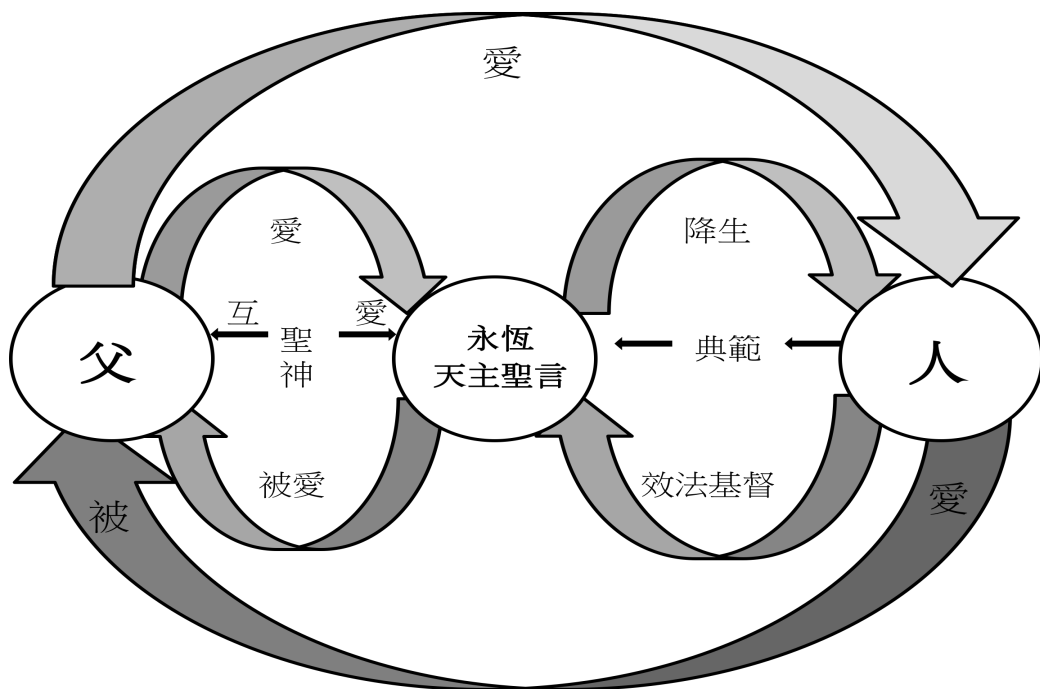 愛
愛
降生
互
愛
聖
神
父
永恆
天主聖言
典範
人
被愛
效法基督
被
愛